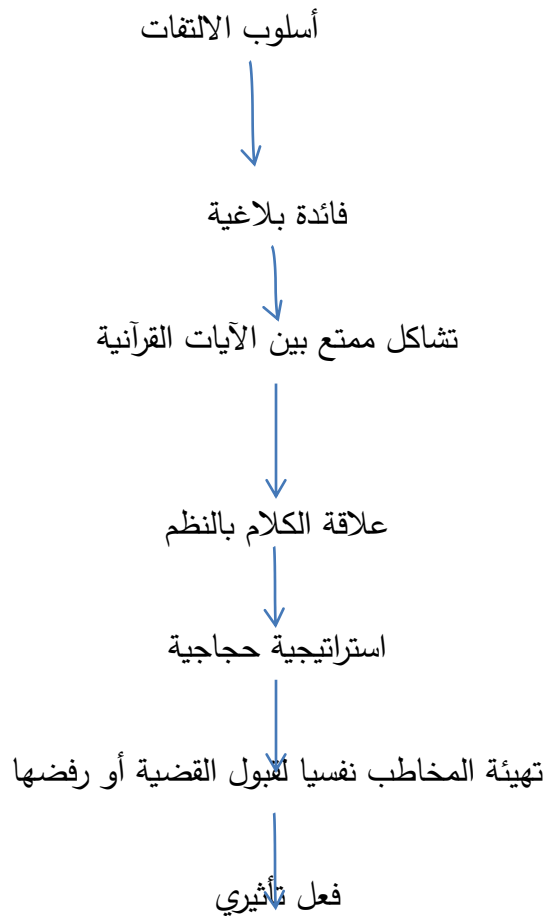 أسلوب الالتفات
فائدة بلاغية
تشاكل ممتع بين الآيات القرآنية
علاقة الكلام بالنظم
استراتيجية حجاجية
تهيئة المخاطب نفسيا لقبول القضية أو رفضها
فعل تأثيري